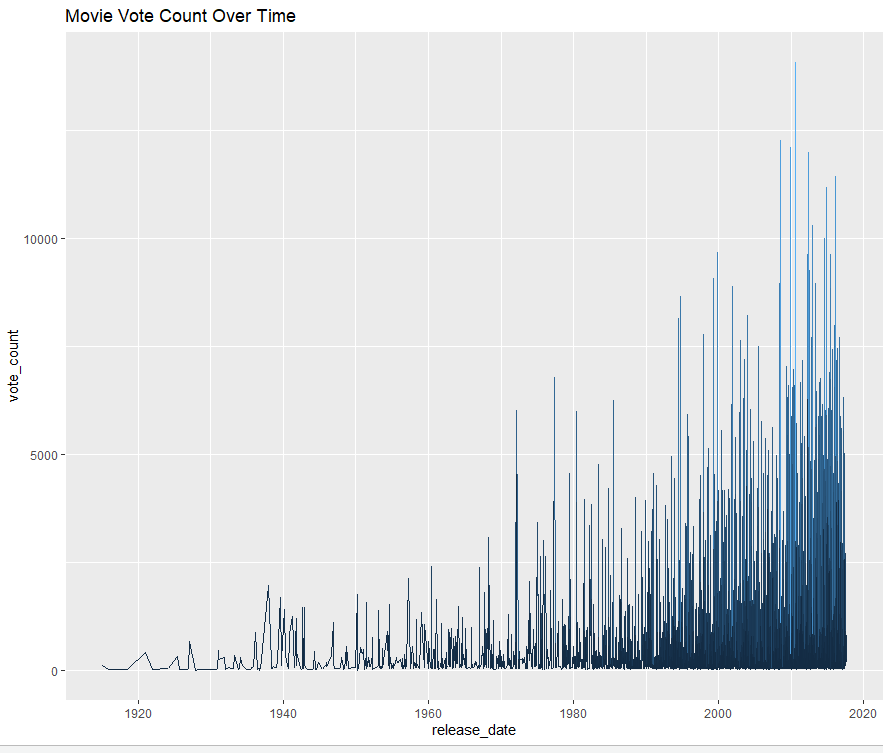 Movie Vote Count Over Time
vote_count
10000
5000
0
1920 1940 1960 1980 2000 2020
release_date